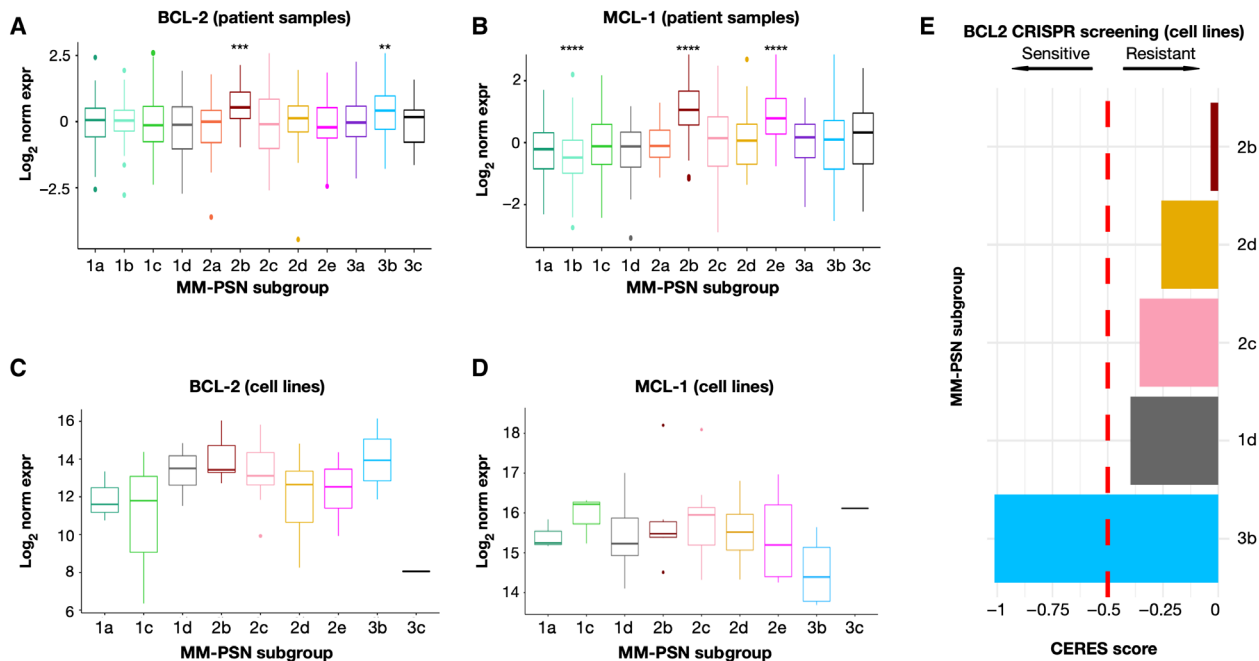 A
BCL-2 (patient samples)
***
**
Log2 norm expr
2.5
0
−2.5
1a 1b 1c 1d 2a 2b 2c 2d 2e 3a 3b 3c
MM-PSN subgroup
B
MCL-1 (patient samples)
****
****
****
Log2 norm expr
2
0
−2
1a 1b 1c 1d 2a 2b 2c 2d 2e 3a 3b 3c
MM-PSN subgroup
C
BCL-2 (cell lines)
Log2 norm expr
16
14
12
10
8
6
1a 1c 1d 2b 2c 2d 2e 3b 3c
MM-PSN subgroup
D
MCL-1 (cell lines)
Log2 norm expr
18
17
16
15
14
1a 1c 1d 2b 2c 2d 2e 3b 3c
MM-PSN subgroup
E
BCL2 CRISPR screening (cell lines)
Sensitive Resistant
MM-PSN subgroup
2b
2d
2c
1d
3b
−1 −0.75 −0.5 −0.25 0
CERES score